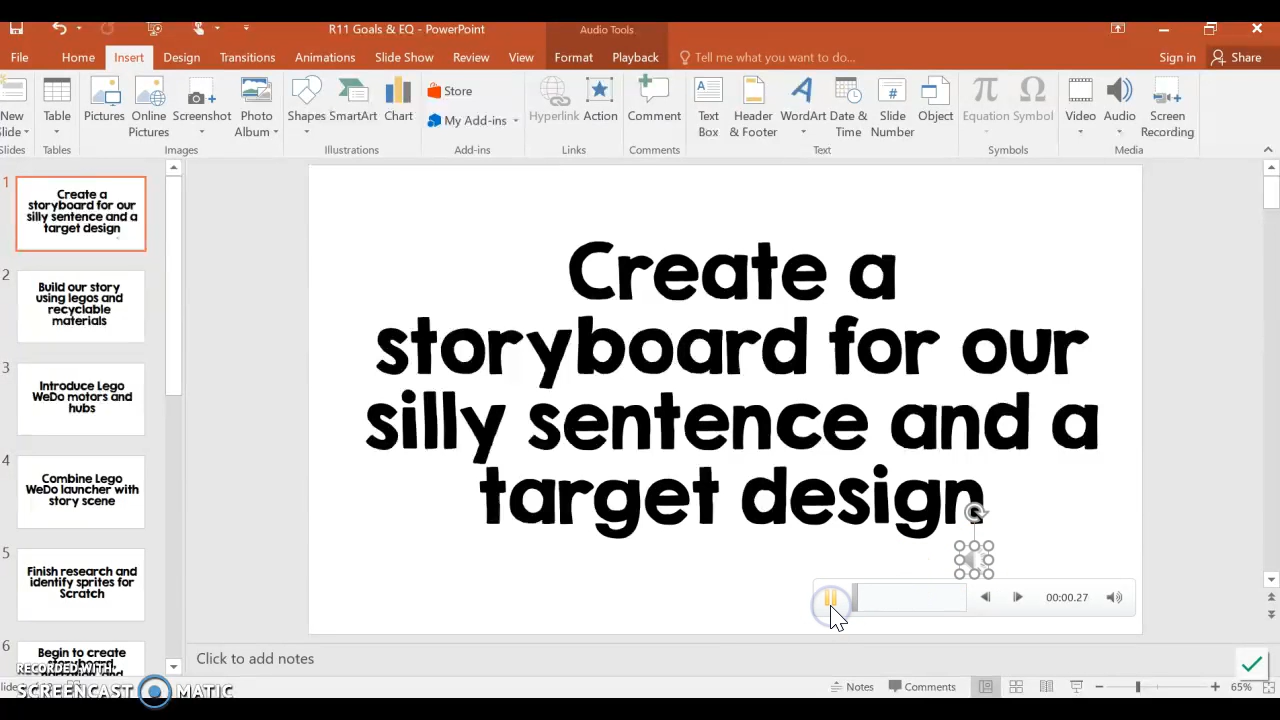 R11 Goals & EQ - PowerPoint
Audio Tools
File Home Insert Design Transitions Animations Slide Show Review View Format Playback Tell me what you want to do... Sign in Share
New Slide
Slides
Table
Tables
Pictures Online Pictures Screenshot Photo Album
Images
Shapes SmartArt Chart
Illustrations
Store
My Add-ins
Add-ins
Hyperlink Action
Links
Comment
Comments
Text Box Header & Footer WordArt Date & Time Slide Number Object
Text
Equation Symbol
Symbols
Video Audio Screen Recording
Media
1
Create a
storyboard for our
silly sentence and a
target design
2
Build our story
using legos and
recyclable
materials
3
Introduce Lego
WeDo motors and
hubs
4
Combine Lego
WeDo launcher with
story scene
5
Finish research and
identify sprites for
Scratch
6
Begin to create
Create a
storyboard for our
silly sentence and a
target design
00:00.27
Click to add notes
RECORDED WITH
SCREENCAST MATIC
Notes Comments 65%